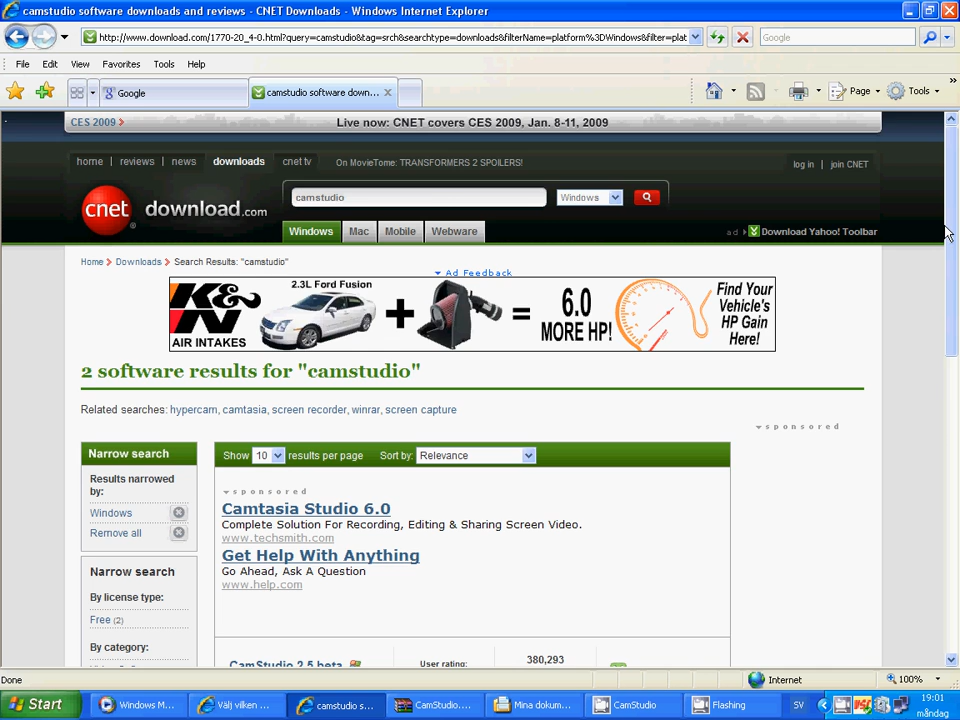 camstudio software downloads and reviews - CNET Downloads - Windows Internet Explorer
http://www.download.com/1770-20_4-0.html?query=camstudio&tag=srch&searchtype=downloads&filterName=platform%3DWindows&filter=plat
Google
File Edit View Favorites Tools Help
Google
camstudio software down...
Page Tools
CES 2009
Live now: CNET covers CES 2009, Jan. 8-11, 2009
home | reviews | news downloads cnet tv
On MovieTome: TRANSFORMERS 2 SPOILERS!
log in | join CNET
cnet download.com
camstudio
Windows
Windows Mac Mobile Webware
ad Download Yahoo! Toolbar
Home Downloads Search Results: "camstudio"
Ad Feedback
K&N AIR INTAKES
2.3L Ford Fusion
+ = 6.0 MORE HP!
Find Your Vehicle's HP Gain Here!
2 software results for "camstudio"
Related searches: hypercam, camtasia, screen recorder, winrar, screen capture
sponsored
Narrow search
Results narrowed by:
Windows
Remove all
Narrow search
By license type:
Free (2)
By category:
Show 10 results per page Sort by: Relevance
sponsored
Camtasia Studio 6.0
Complete Solution For Recording, Editing & Sharing Screen Video.
www.techsmith.com
Get Help With Anything
Go Ahead, Ask A Question
www.help.com
CamStudio 2.5 beta
User rating:
380,293
Done
Internet
100%
Start
Windows M...
Välj vilken ...
camstudio s...
CamStudio....
Mina dokum...
CamStudio
Flashing
SV
19:01
måndag